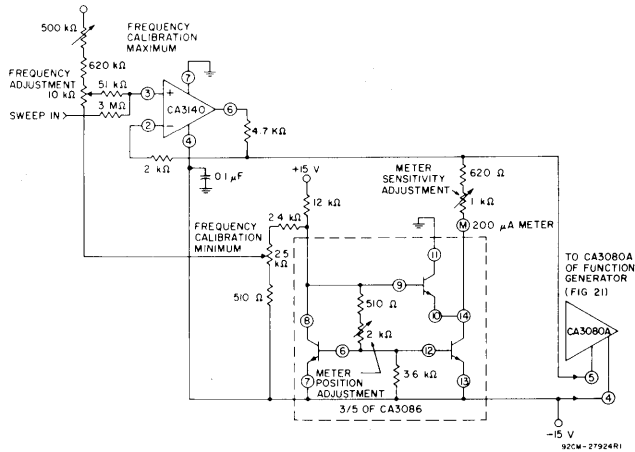 500 kΩ
FREQUENCY
CALIBRATION
MAXIMUM
620 kΩ
FREQUENCY
ADJUSTMENT
10 kΩ
51 kΩ
SWEEP IN
3 MΩ
7
3
+
CA3140
6
2
−
4
4.7 KΩ
2 kΩ
0.1 µF
+15 V
12 kΩ
METER
SENSITIVITY
ADJUSTMENT
620 Ω
1 kΩ
M
200 µA METER
FREQUENCY
CALIBRATION
MINIMUM
2.4 kΩ
2.5
kΩ
510 Ω
11
9
10
14
8
510 Ω
2 kΩ
6
12
7
METER
POSITION
ADJUSTMENT
3.6 kΩ
13
3/5 OF CA3086
TO CA3080A
OF FUNCTION
GENERATOR
(FIG 21)
CA3080A
5
4
−15 V
92CM-27924R1